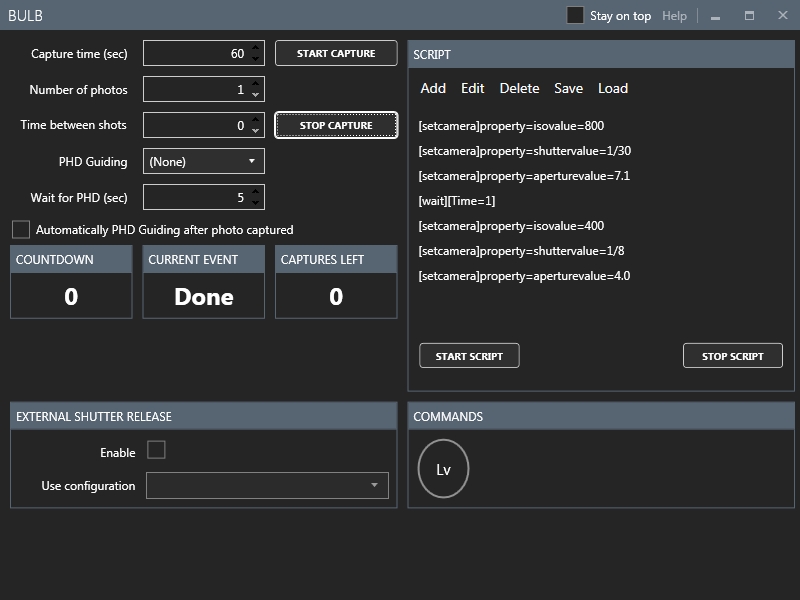 BULB
Stay on top Help
Capture time (sec) 60 START CAPTURE
Number of photos 1
Time between shots 0 STOP CAPTURE
PHD Guiding (None)
Wait for PHD (sec) 5
Automatically PHD Guiding after photo captured
COUNTDOWN CURRENT EVENT CAPTURES LEFT
0 Done 0
SCRIPT
Add Edit Delete Save Load
[setcamera]property=isovalue=800
[setcamera]property=shuttervalue=1/30
[setcamera]property=aperturevalue=7.1
[wait][Time=1]
[setcamera]property=isovalue=400
[setcamera]property=shuttervalue=1/8
[setcamera]property=aperturevalue=4.0
START SCRIPT STOP SCRIPT
EXTERNAL SHUTTER RELEASE
Enable
Use configuration
COMMANDS
Lv